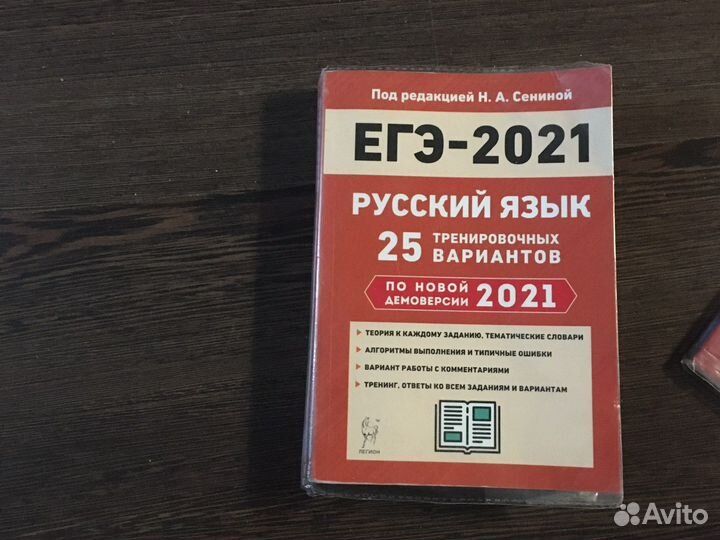 Под редакцией Н. А. Сениной
ЕГЭ-2021
РУССКИЙ ЯЗЫК
25 ТРЕНИРОВОЧНЫХ
ВАРИАНТОВ
ПО НОВОЙ
ДЕМОВЕРСИИ 2021
ТЕОРИЯ К КАЖДОМУ ЗАДАНИЮ. ТЕМАТИЧЕСКИЕ СЛОВАРИ
АЛГОРИТМЫ ВЫПОЛНЕНИЯ И ТИПИЧНЫЕ ОШИБКИ
ВАРИАНТ РАБОТЫ С КОММЕНТАРИЯМИ
ТРЕНИНГ, ОТВЕТЫ КО ВСЕМ ЗАДАНИЯМ И ВАРИАНТАМ
ЛЕГИОН
Avito